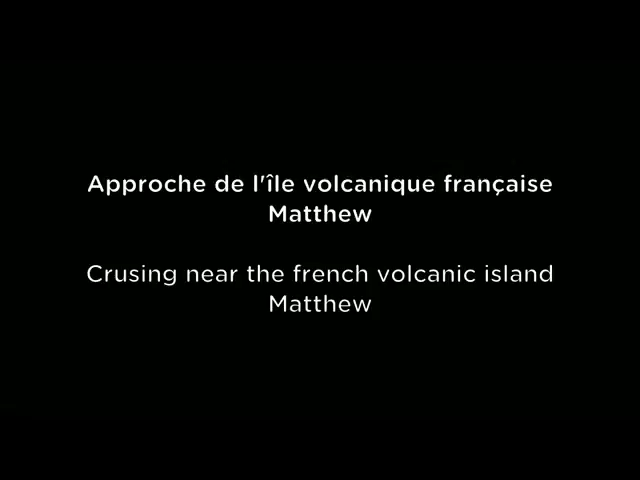 Approche de l'île volcanique française
Matthew
Crusing near the french volcanic island
Matthew